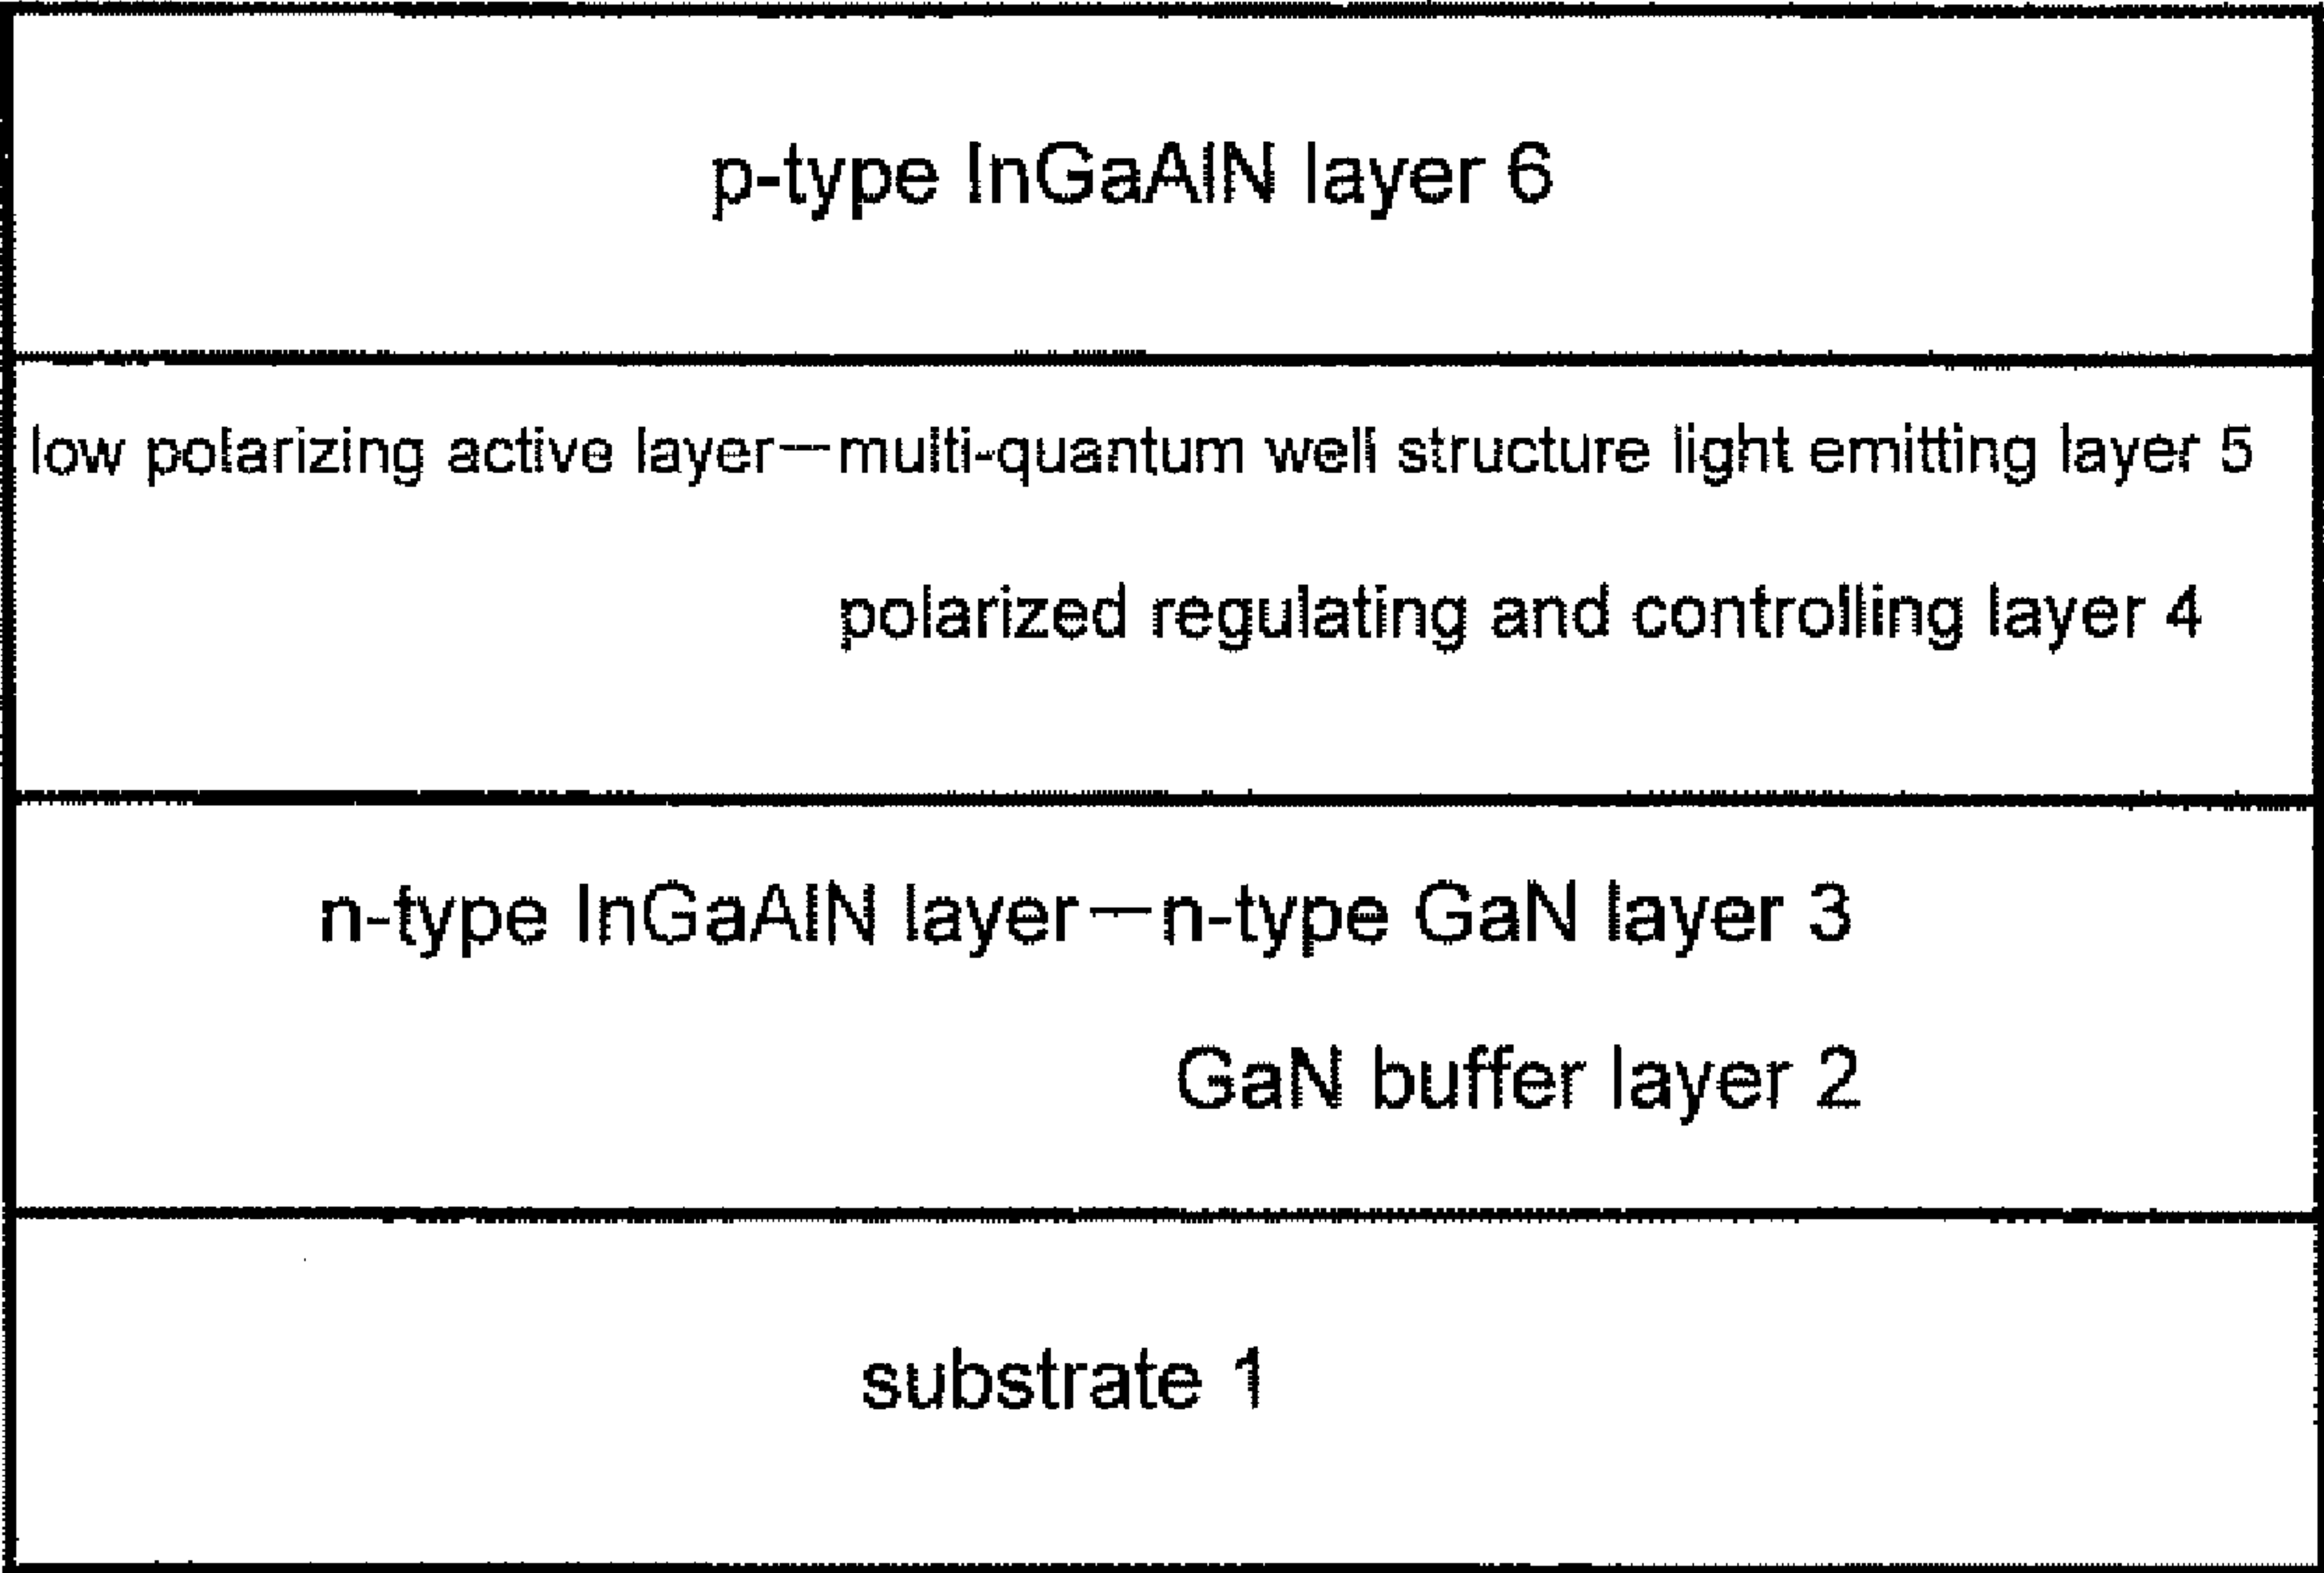 p-type InGaAlN layer 6
low polarizing active layer—multi-quantum well structure light emitting layer 5
polarized regulating and controlling layer 4
n-type InGaAlN layer—n-type GaN layer 3
GaN buffer layer 2
substrate 1